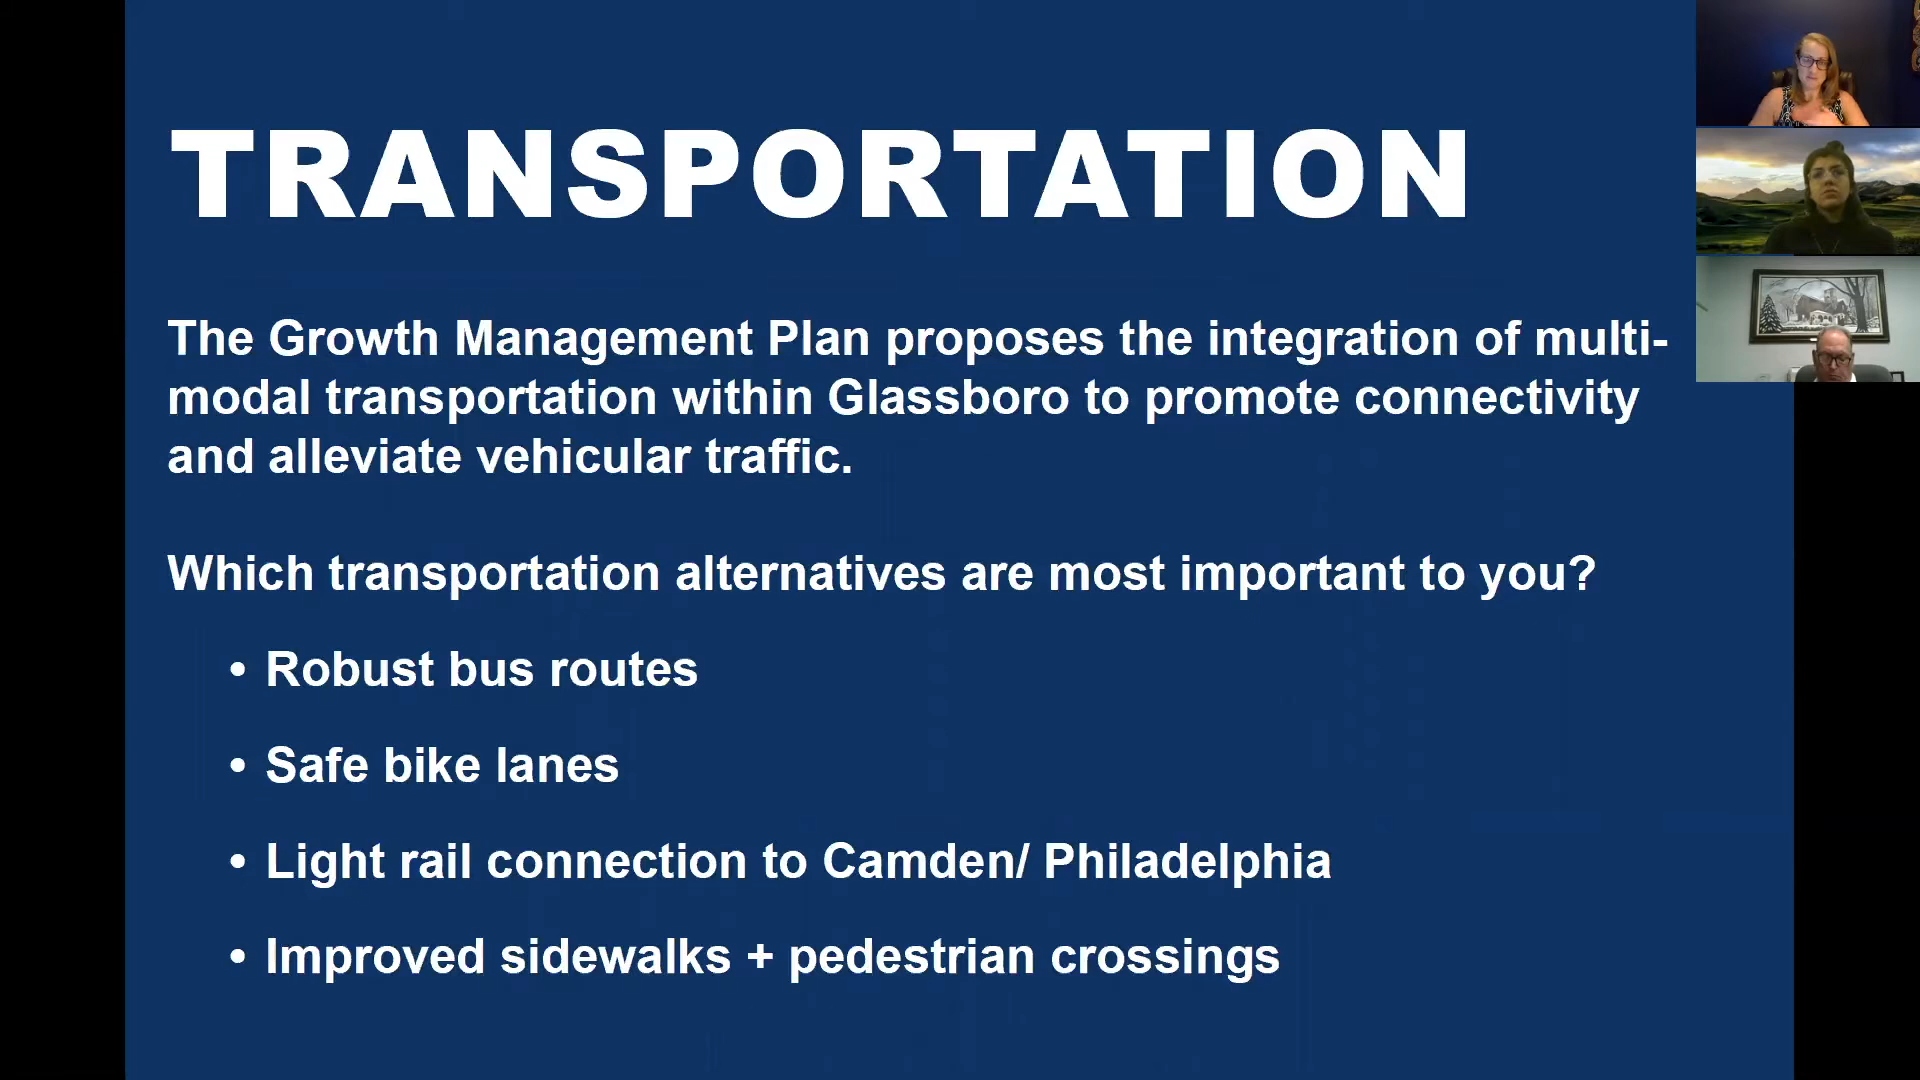 TRANSPORTATION
The Growth Management Plan proposes the integration of multi-
modal transportation within Glassboro to promote connectivity
and alleviate vehicular traffic.
Which transportation alternatives are most important to you?
• Robust bus routes
• Safe bike lanes
• Light rail connection to Camden/ Philadelphia
• Improved sidewalks + pedestrian crossings